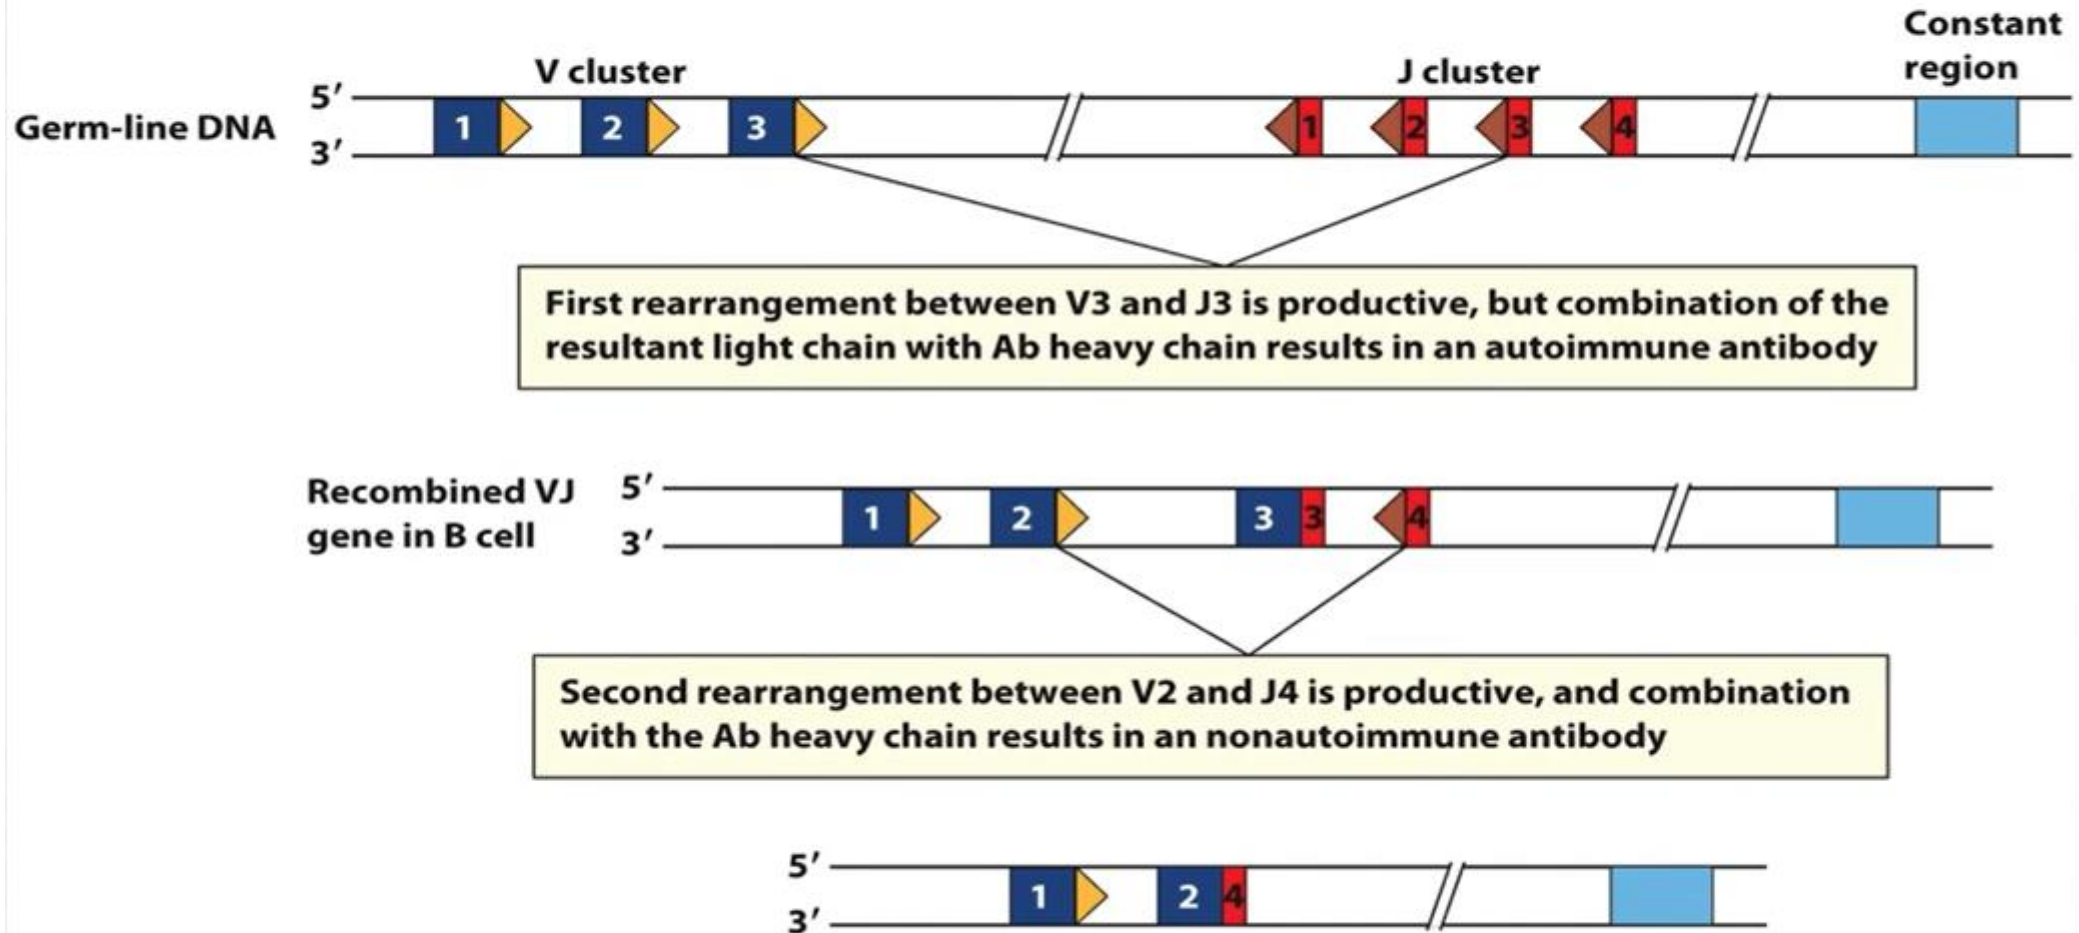 Constant
region
V cluster
J cluster
5′
Germ-line DNA
3′
1 2 3 1 2 3 4
First rearrangement between V3 and J3 is productive, but combination of the
resultant light chain with Ab heavy chain results in an autoimmune antibody
Recombined VJ
gene in B cell
5′
3′
1 2 3 3 4
Second rearrangement between V2 and J4 is productive, and combination
with the Ab heavy chain results in an nonautoimmune antibody
5′
3′
1 2 4